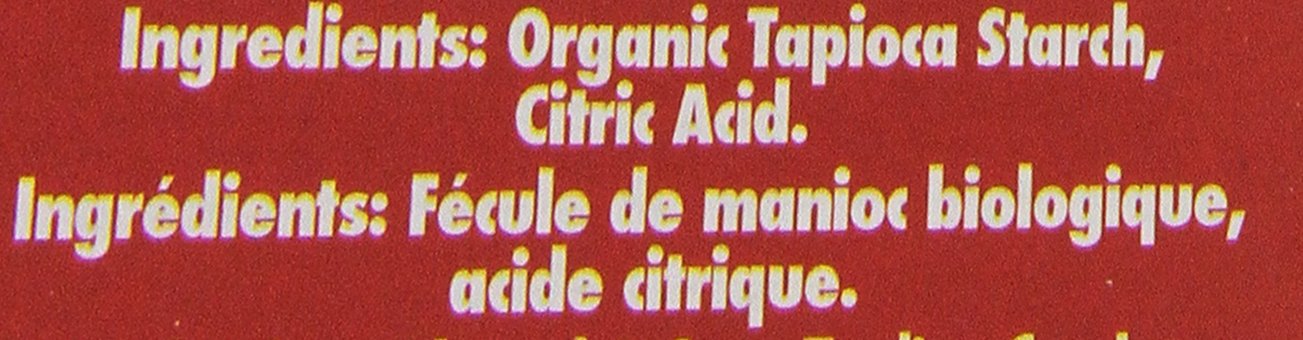 Ingredients: Organic Tapioca Starch,
Citric Acid.
Ingrédients: Fécule de manioc biologique,
acide citrique.